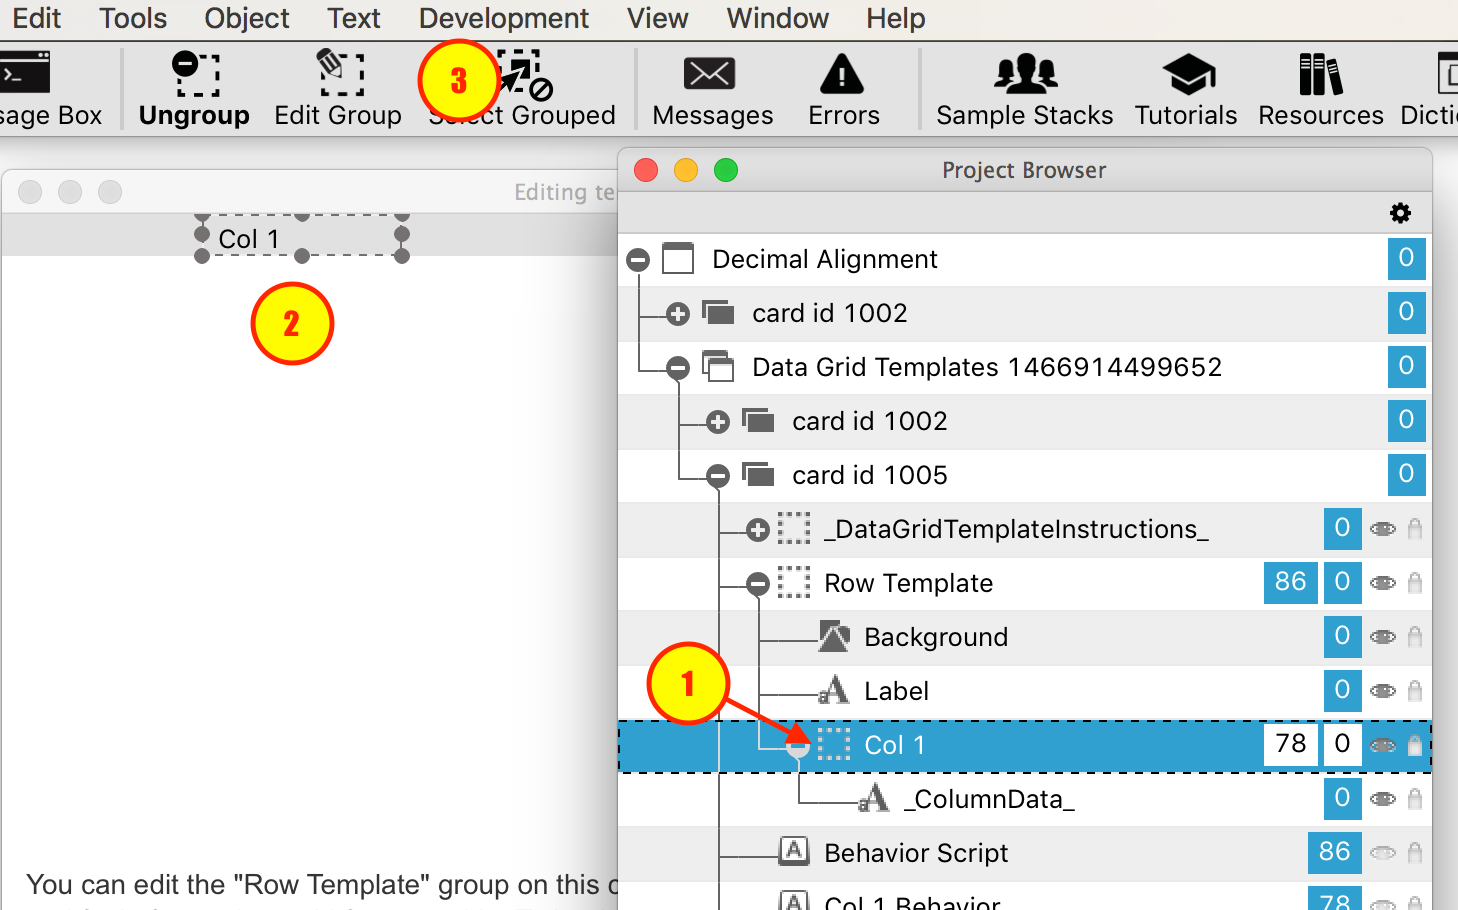 Edit Tools Object Text Development View Window Help
sage Box Ungroup Edit Group Select Grouped Messages Errors Sample Stacks Tutorials Resources Dicti
3
Editing te
Col 1
2
Project Browser
Decimal Alignment 0
card id 1002 0
Data Grid Templates 1466914499652 0
card id 1002 0
card id 1005 0
_DataGridTemplateInstructions_ 0
Row Template 86 0
Background 0
1
Label 0
Col 1 78 0
_ColumnData_ 0
Behavior Script 86
Col 1 Behavior 78
You can edit the "Row Template" group on this c